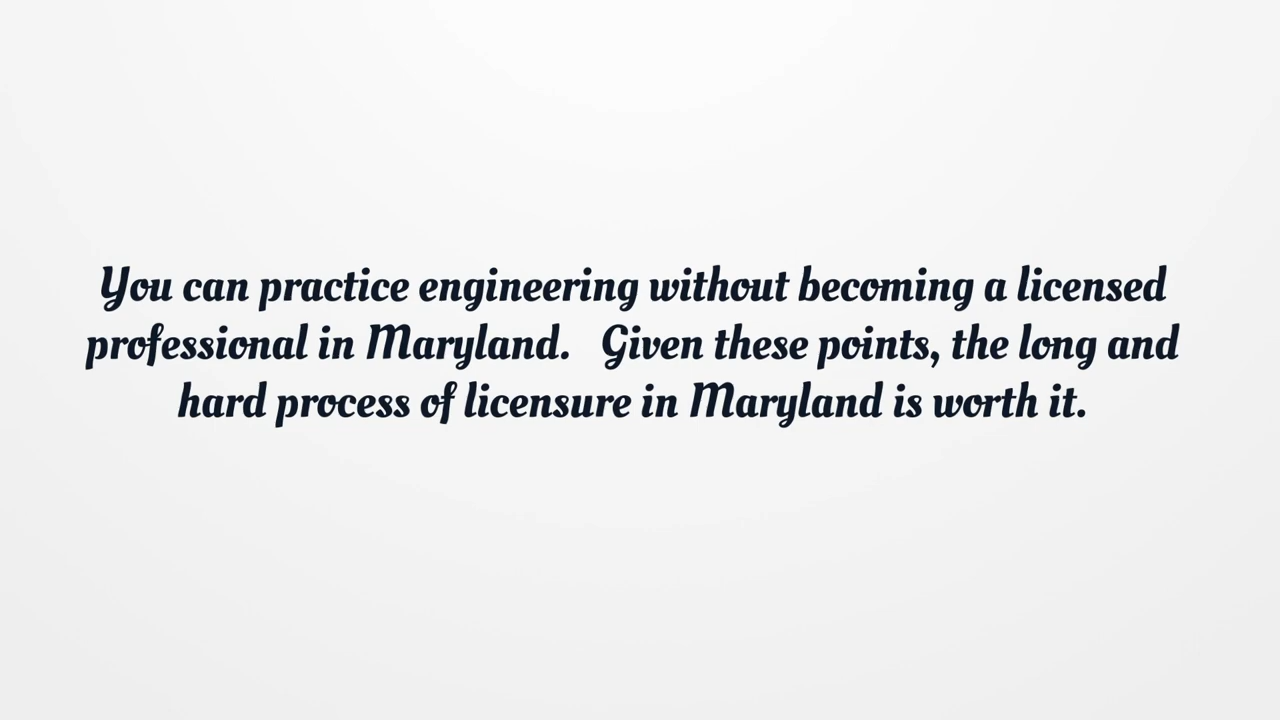 You can practice engineering without becoming a licensed
professional in Maryland.   Given these points, the long and
hard process of licensure in Maryland is worth it.